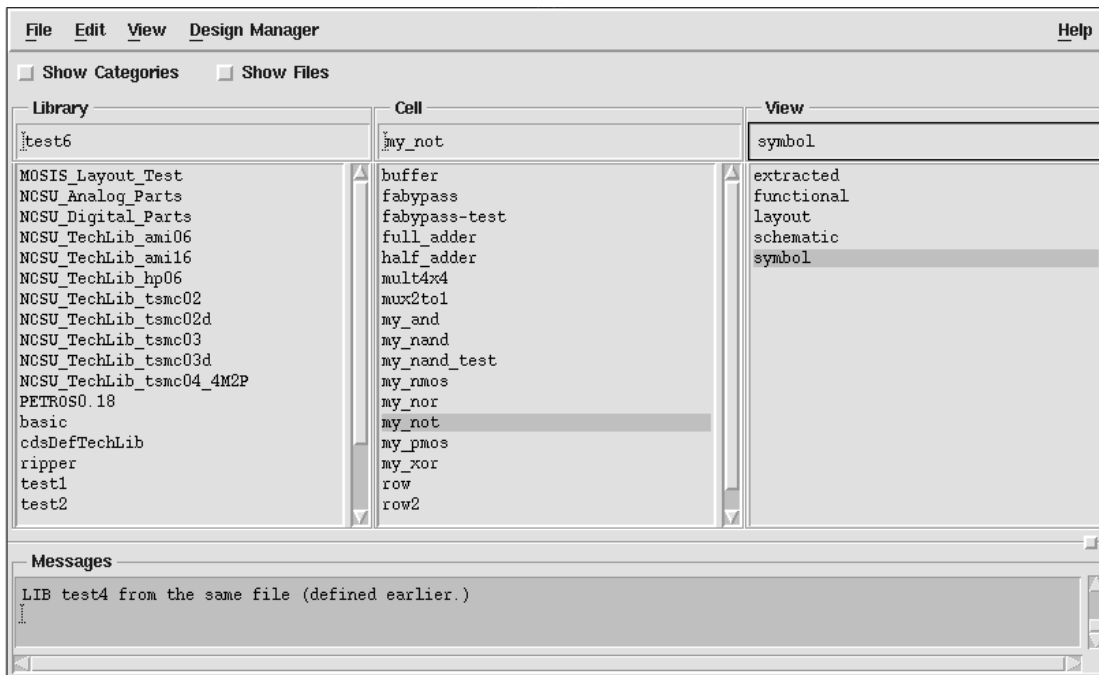 File Edit View Design Manager Help
Show Categories Show Files
Library Cell View
test6 my_not symbol
MOSIS_Layout_Test buffer extracted
NCSU_Analog_Parts fabypass functional
NCSU_Digital_Parts fabypass-test layout
NCSU_TechLib_ami06 full_adder schematic
NCSU_TechLib_ami16 half_adder symbol
NCSU_TechLib_hp06 mult4x4
NCSU_TechLib_tsmc02 mux2to1
NCSU_TechLib_tsmc02d my_and
NCSU_TechLib_tsmc03 my_nand
NCSU_TechLib_tsmc03d my_nand_test
NCSU_TechLib_tsmc04_4M2P my_nmos
PETROS0.18 my_nor
basic my_not
cdsDefTechLib my_pmos
ripper my_xor
test1 row
test2 row2
Messages
LIB test4 from the same file (defined earlier.)